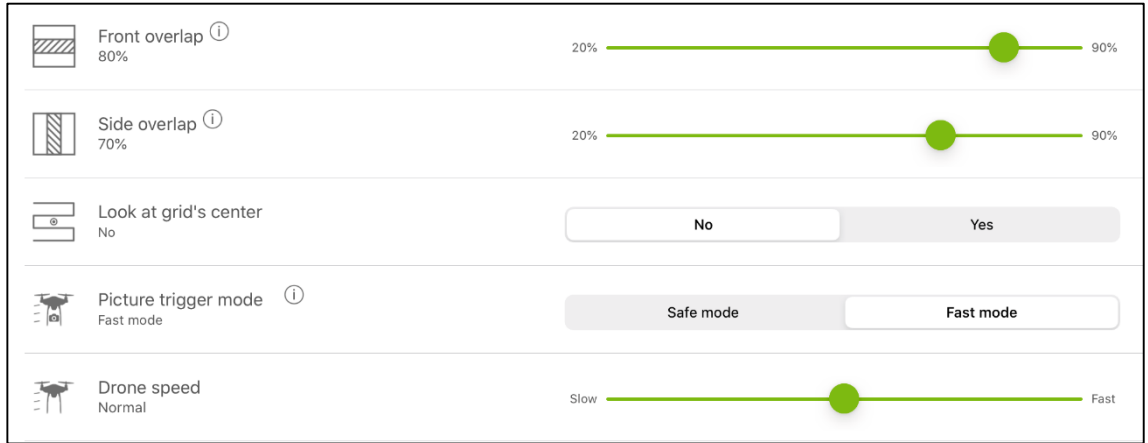 Front overlap
80%
20%
90%
Side overlap
70%
20%
90%
Look at grid's center
No
No
Yes
Picture trigger mode
Fast mode
Safe mode
Fast mode
Drone speed
Normal
Slow
Fast